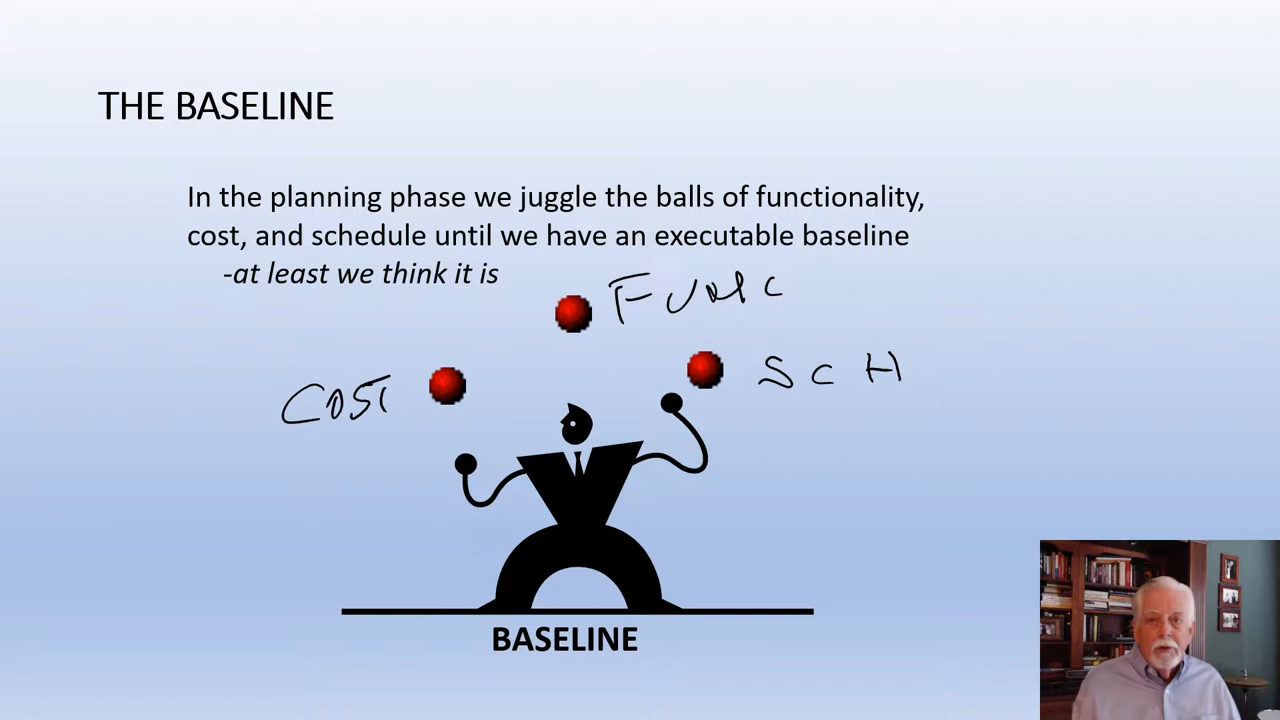 THE BASELINE
In the planning phase we juggle the balls of functionality,
cost, and schedule until we have an executable baseline
-at least we think it is
FUNC
COST
SCH
BASELINE